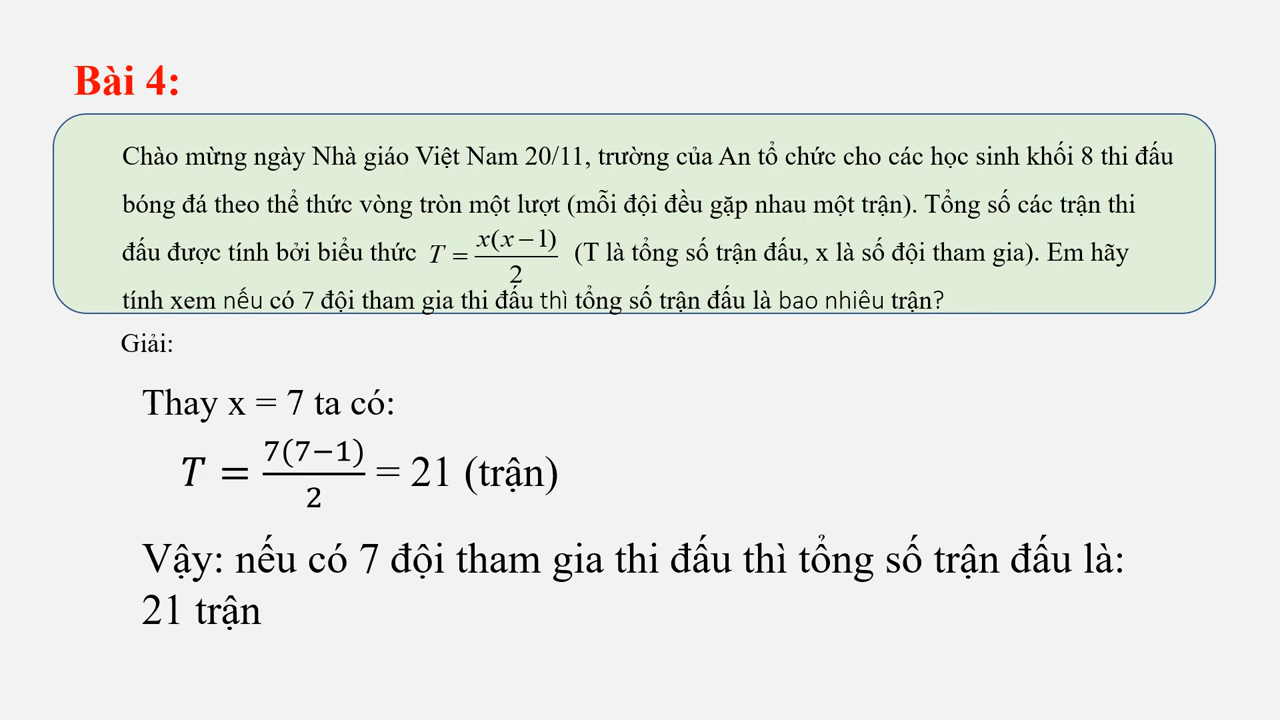 Bài 4:
Chào mừng ngày Nhà giáo Việt Nam 20/11, trường của An tổ chức cho các học sinh khối 8 thi đấu
bóng đá theo thể thức vòng tròn một lượt (mỗi đội đều gặp nhau một trận). Tổng số các trận thi
đấu được tính bởi biểu thức T = x(x−1)/2 (T là tổng số trận đấu, x là số đội tham gia). Em hãy
tính xem nếu có 7 đội tham gia thi đấu thì tổng số trận đấu là bao nhiêu trận?
Giải:
Thay x = 7 ta có:
T = 7(7−1)/2 = 21 (trận)
Vậy: nếu có 7 đội tham gia thi đấu thì tổng số trận đấu là:
21 trận